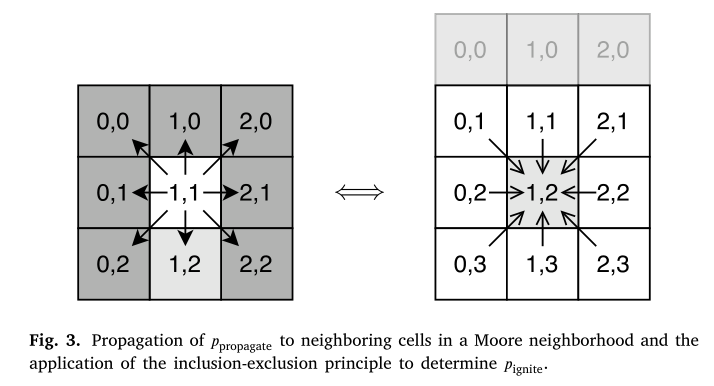 0,0 1,0 2,0
0,0 1,0 2,0
0,1 1,1 2,1
0,1 1,1 2,1
0,2 1,2 2,2
0,2 1,2 2,2
0,3 1,3 2,3
Fig. 3. Propagation of p_propagate to neighboring cells in a Moore neighborhood and the
application of the inclusion-exclusion principle to determine p_ignite.